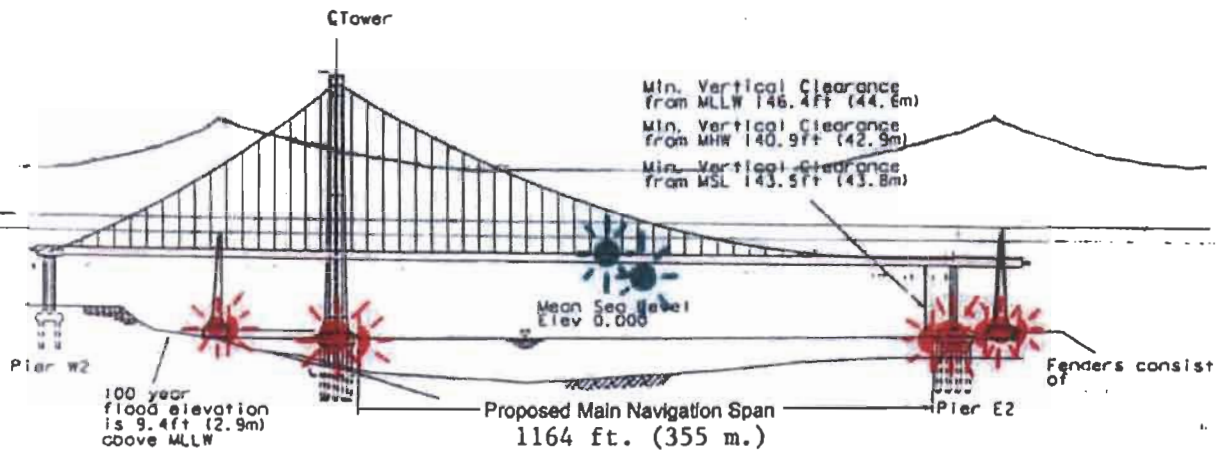 ℄Tower
Min. Vertical Clearance
from MLLW 146.4ft (44.6m)
Min. Vertical Clearance
from MHW 140.9ft (42.9m)
Min. Vertical Clearance
from MSL 143.5ft (43.8m)
Mean Sea Level
Elev 0.000
Pier W2
100 year
flood elevation
is 9.4ft (2.9m)
above MLLW
Proposed Main Navigation Span
1164 ft. (355 m.)
Pier E2
Fenders consist
of